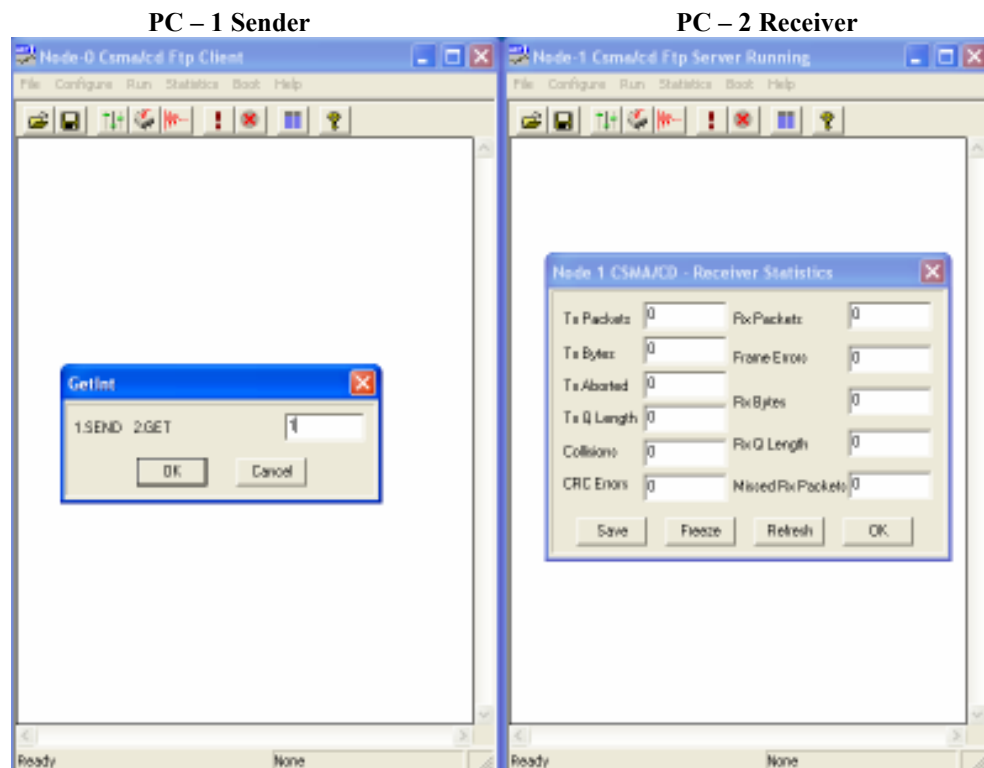 PC – 1 Sender
PC – 2 Receiver
Node-0 Csma/cd Ftp Client
File Configure Run Statistics Boot Help
GetInt
1.SEND 2.GET
1
OK
Cancel
Ready
None
Node-1 Csma/cd Ftp Server Running
File Configure Run Statistics Boot Help
Node 1 CSMA/CD - Receiver Statistics
Tx Packets 0
Rx Packets 0
Tx Bytes 0
Frame Errors 0
Tx Aborted 0
Rx Bytes 0
Tx Q Length 0
Rx Q Length 0
Collisions 0
CRC Errors 0
Missed Rx Packets 0
Save
Freeze
Refresh
OK
Ready
None